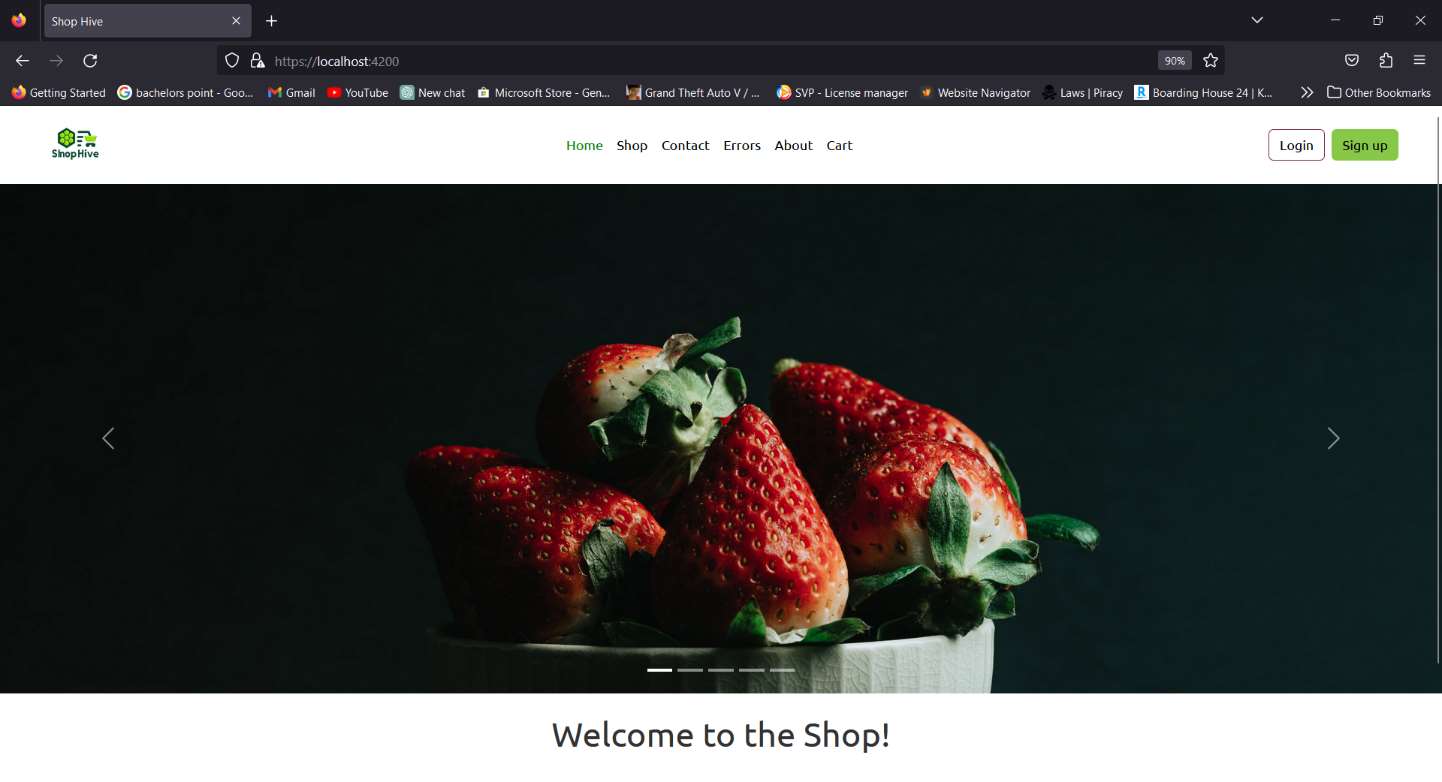 Shop Hive
https://localhost:4200
90%
Getting Started
bachelors point - Goo...
Gmail
YouTube
New chat
Microsoft Store - Gen...
Grand Theft Auto V / ...
SVP - License manager
Website Navigator
Laws | Piracy
Boarding House 24 | K...
Other Bookmarks
Shop Hive
Home
Shop
Contact
Errors
About
Cart
Login
Sign up
Welcome to the Shop!